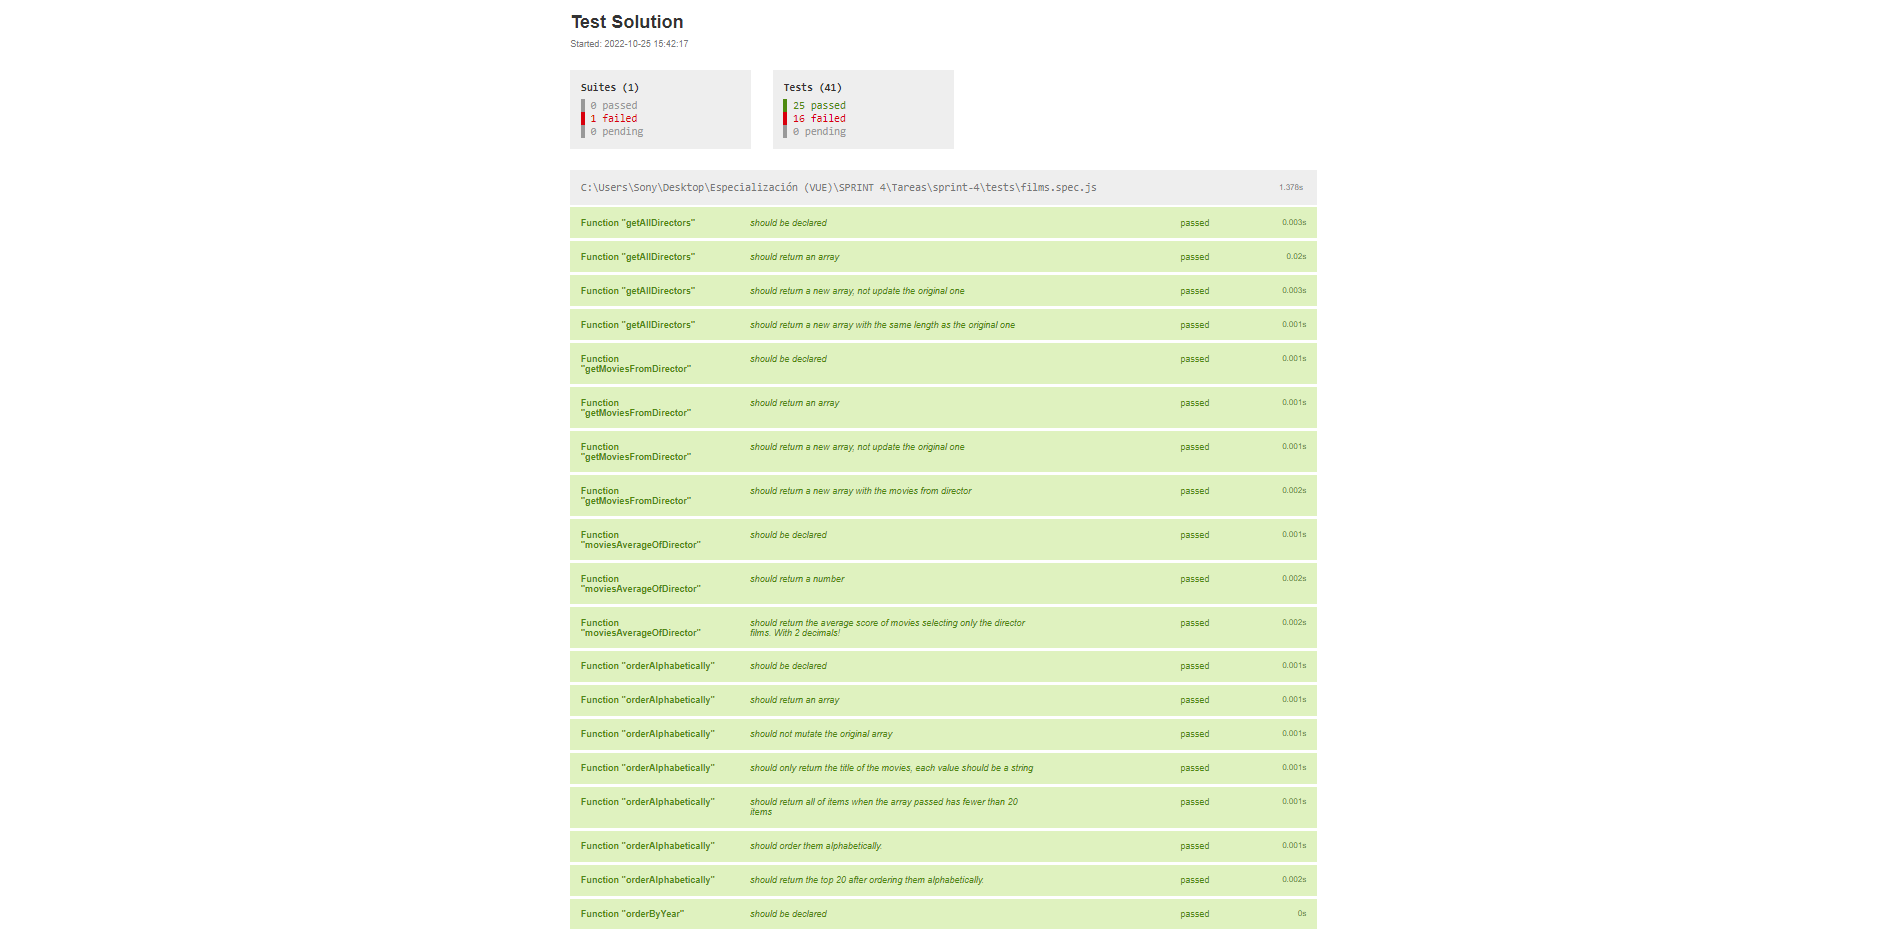 Test Solution
Started: 2022-10-25 15:42:17
Suites (1)
0 passed
1 failed
0 pending
Tests (41)
25 passed
16 failed
0 pending
C:\Users\Sony\Desktop\Especialización (VUE)\SPRINT 4\Tareas\sprint-4\tests\films.spec.js 1.378s
Function "getAllDirectors" should be declared passed 0.003s
Function "getAllDirectors" should return an array passed 0.02s
Function "getAllDirectors" should return a new array, not update the original one passed 0.003s
Function "getAllDirectors" should return a new array with the same length as the original one passed 0.001s
Function should be declared passed 0.001s
"getMoviesFromDirector"
Function should return an array passed 0.001s
"getMoviesFromDirector"
Function should return a new array, not update the original one passed 0.001s
"getMoviesFromDirector"
Function should return a new array with the movies from director passed 0.002s
"getMoviesFromDirector"
Function should be declared passed 0.001s
"moviesAverageOfDirector"
Function should return a number passed 0.002s
"moviesAverageOfDirector"
Function should return the average score of movies selecting only the director passed 0.002s
"moviesAverageOfDirector" films. With 2 decimals!
Function "orderAlphabetically" should be declared passed 0.001s
Function "orderAlphabetically" should return an array passed 0.001s
Function "orderAlphabetically" should not mutate the original array passed 0.001s
Function "orderAlphabetically" should only return the title of the movies, each value should be a string passed 0.001s
Function "orderAlphabetically" should return all of items when the array passed has fewer than 20 passed 0.001s
items
Function "orderAlphabetically" should order them alphabetically. passed 0.001s
Function "orderAlphabetically" should return the top 20 after ordering them alphabetically. passed 0.002s
Function "orderByYear" should be declared passed 0s